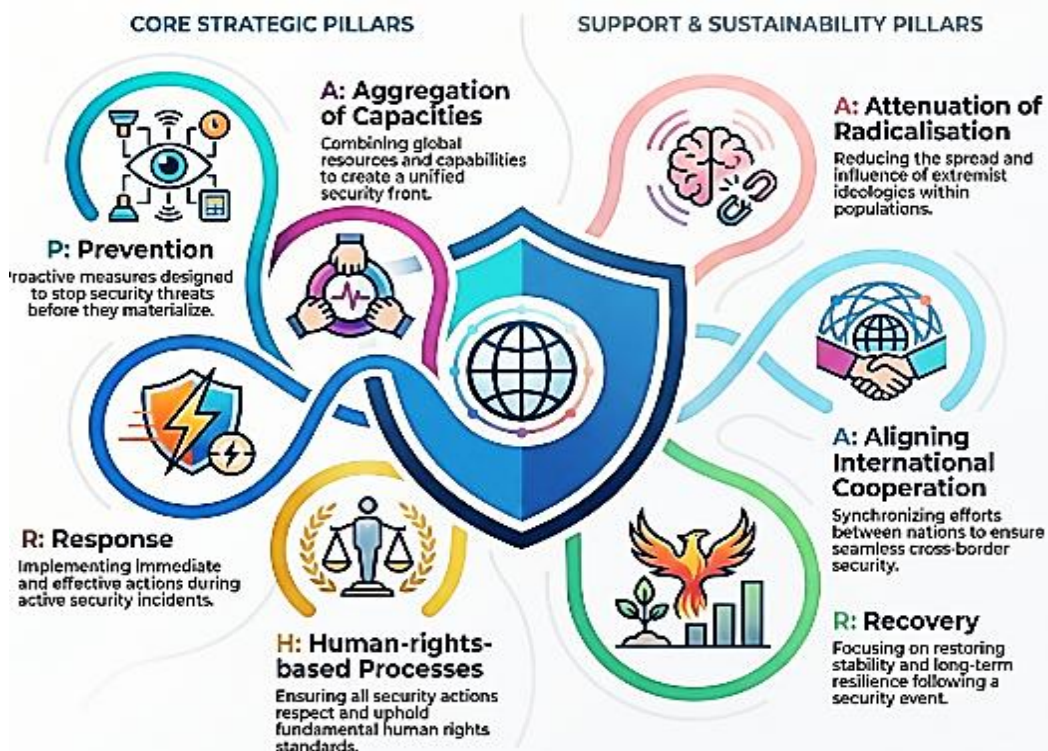 CORE STRATEGIC PILLARS
SUPPORT & SUSTAINABILITY PILLARS
A: Aggregation
of Capacities
Combining global
resources and capabilities
to create a unified
security front.
P: Prevention
roactive measures designed
to stop security threats
before they materialize.
R: Response
Implementing immediate
and effective actions during
active security incidents.
H: Human-rights-
based Processes
Ensuring all security actions
respect and uphold
fundamental human rights
standards.
A: Attenuation of
Radicalisation
Reducing the spread and
influence of extremist
ideologies within
populations.
A: Aligning
International
Cooperation
Synchronizing efforts
between nations to ensure
seamless cross-border
security.
R: Recovery
Focusing on restoring
stability and long-term
resilience following a
security event.